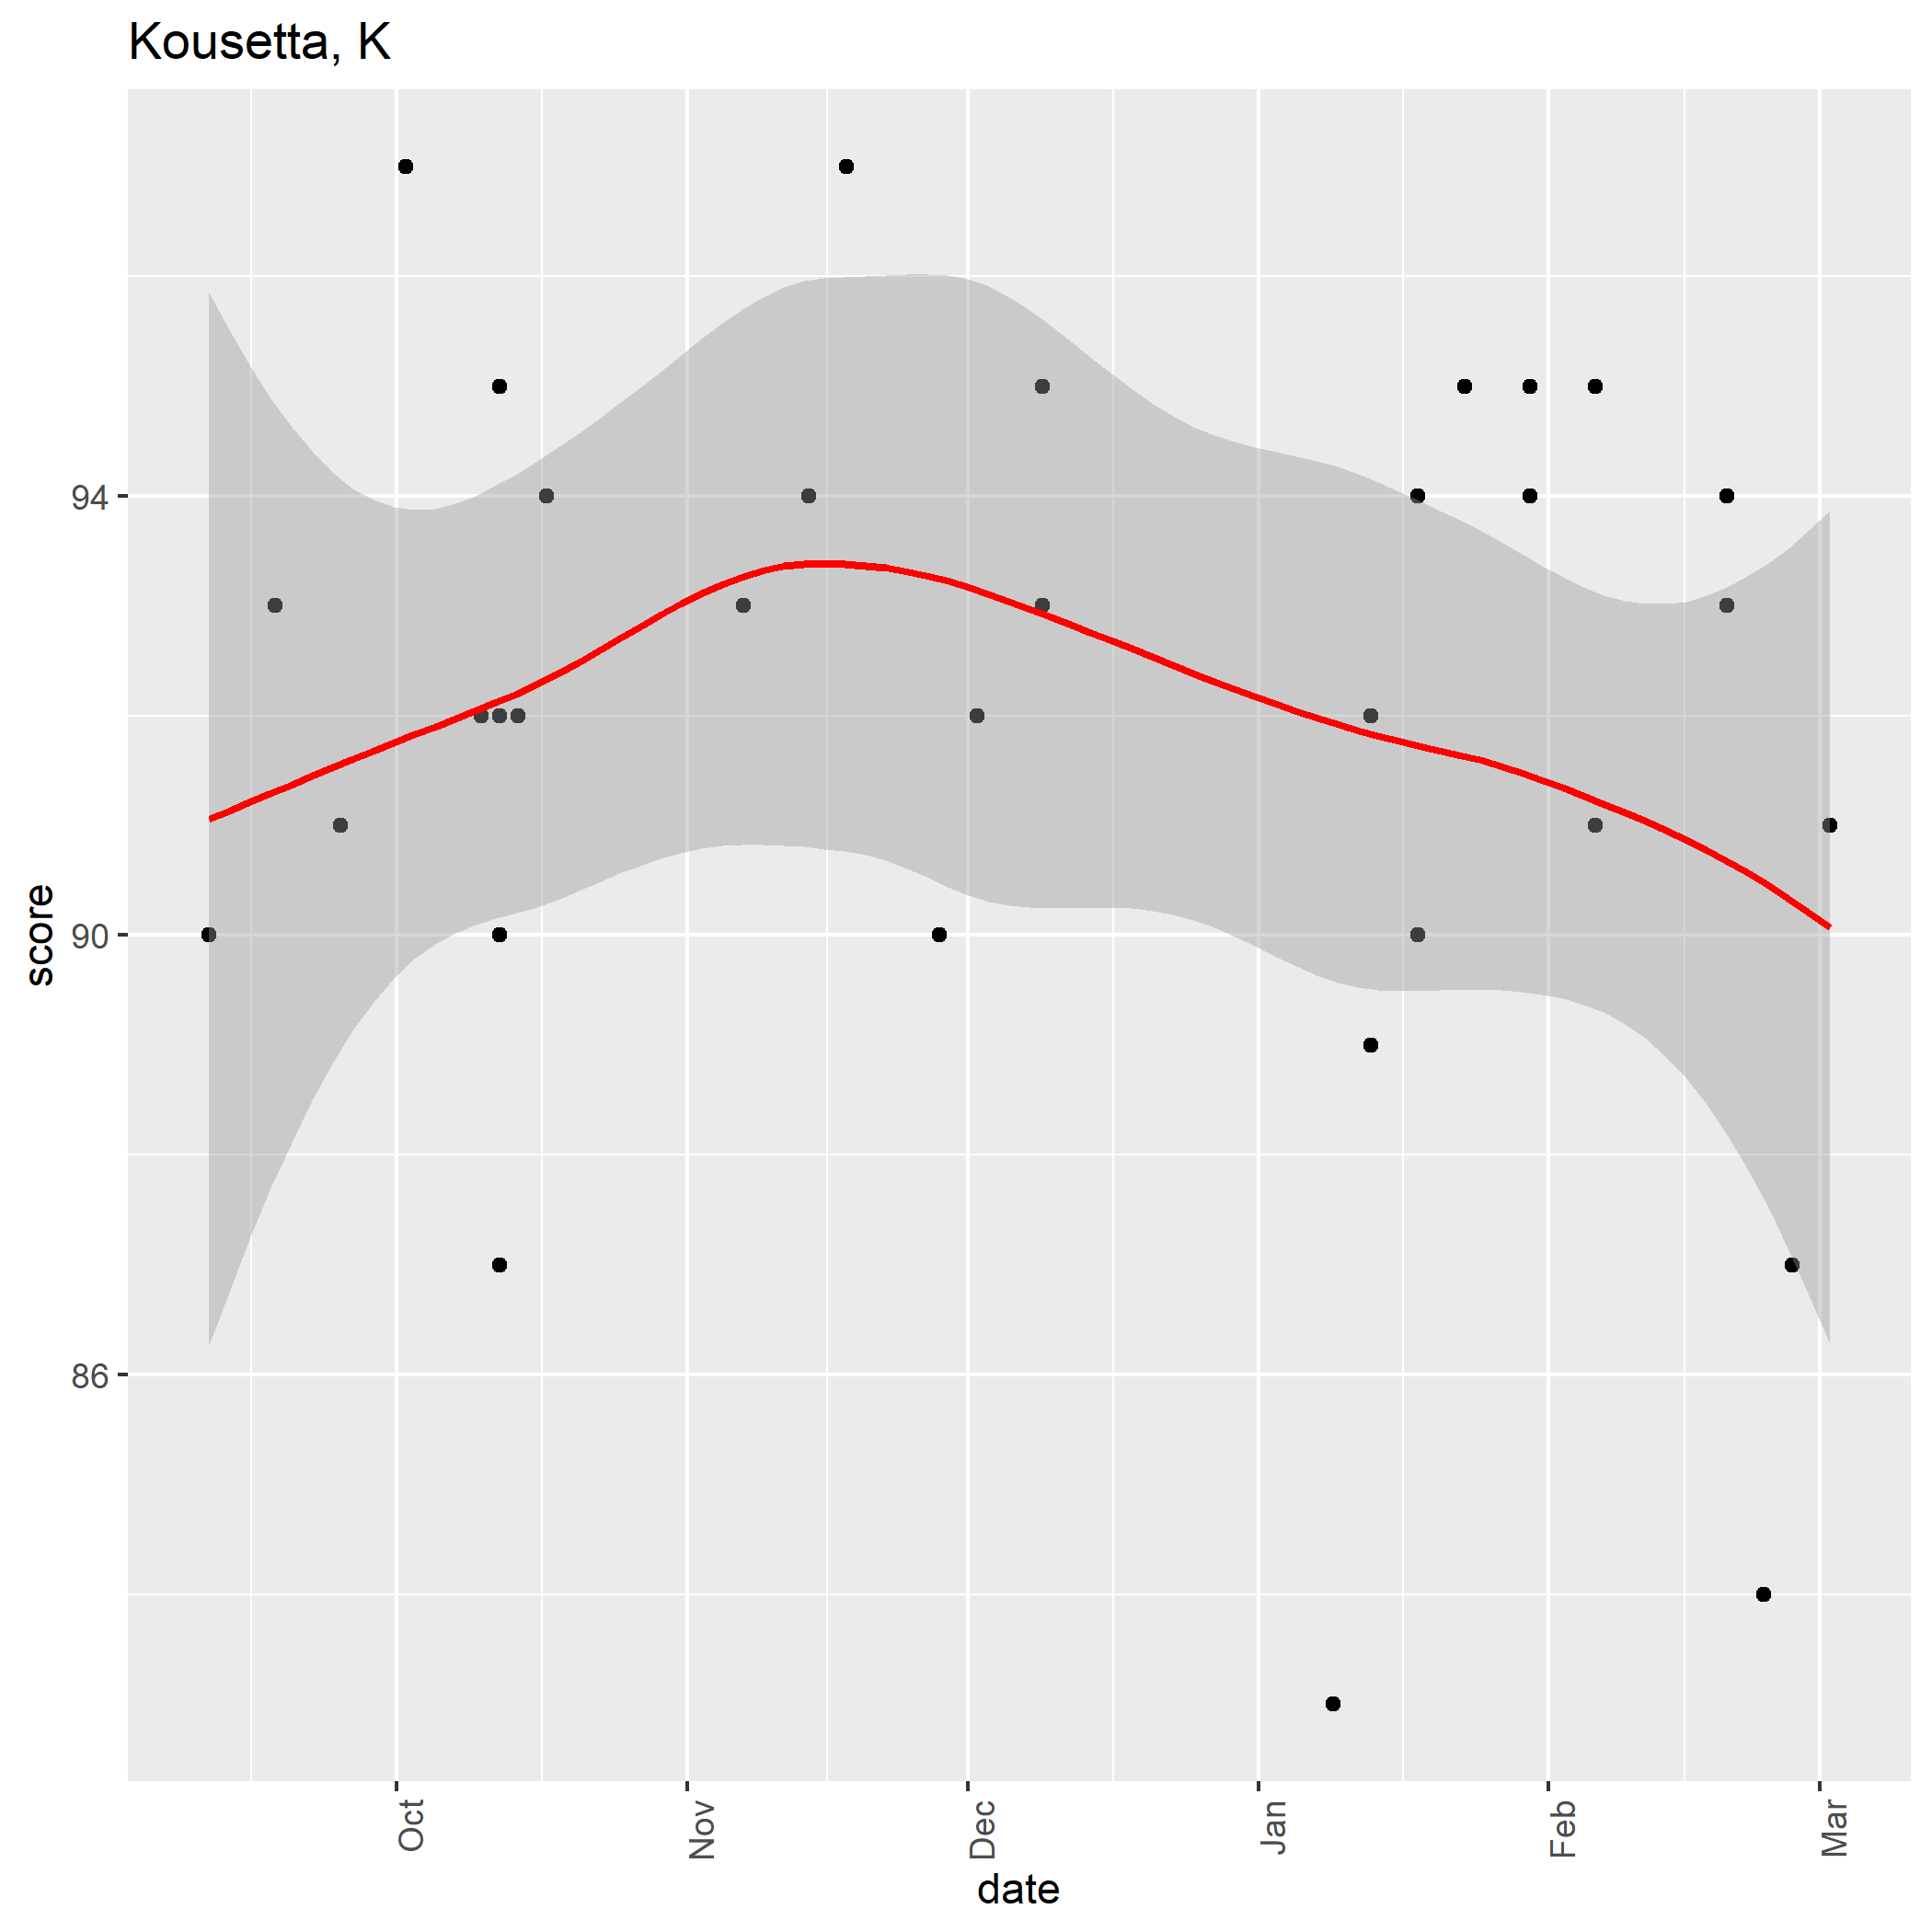 Kousetta, K
score
94
90
86
Oct
Nov
Dec
Jan
Feb
Mar
date